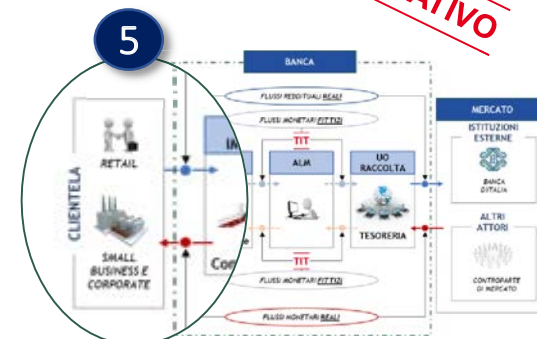 ATIVO
5
BANCA
FLUSSI REDDITUALI REALI
FLUSSI MONETARI FITTIZI
TIT
CLIENTELA
RETAIL
SMALL
BUSINESS E
CORPORATE
ALM
UO
RACCOLTA
TESORERIA
TIT
FLUSSI MONETARI FITTIZI
FLUSSI MONETARI REALI
MERCATO
ISTITUZIONI
ESTERNE
BANCA
D'ITALIA
ALTRI
ATTORI
CONTROPARTE
DI MERCATO